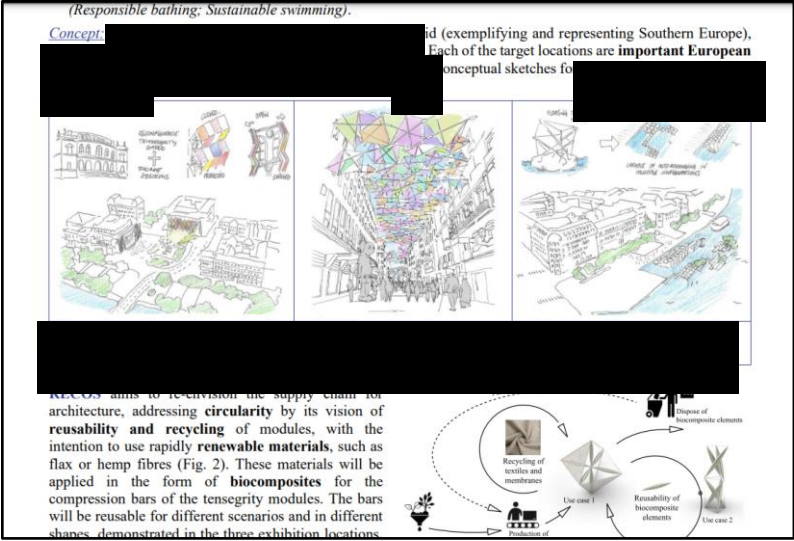 (Responsible bathing; Sustainable swimming).
Concept:
id (exemplifying and representing Southern Europe),
Each of the target locations are important European
onceptual sketches fo
CLOSED
OPEN
RECOS aims to re-envision the supply chain for
architecture, addressing circularity by its vision of
reusability and recycling of modules, with the
intention to use rapidly renewable materials, such as
flax or hemp fibres (Fig. 2). These materials will be
applied in the form of biocomposites for the
compression bars of the tensegrity modules. The bars
will be reusable for different scenarios and in different
shapes, demonstrated in the three exhibition locations.
Dispose of
biocomposite elements
Recycling of
textiles and
membranes
Use case 1
Reusability of
biocomposite
elements
Use case 2
Production of